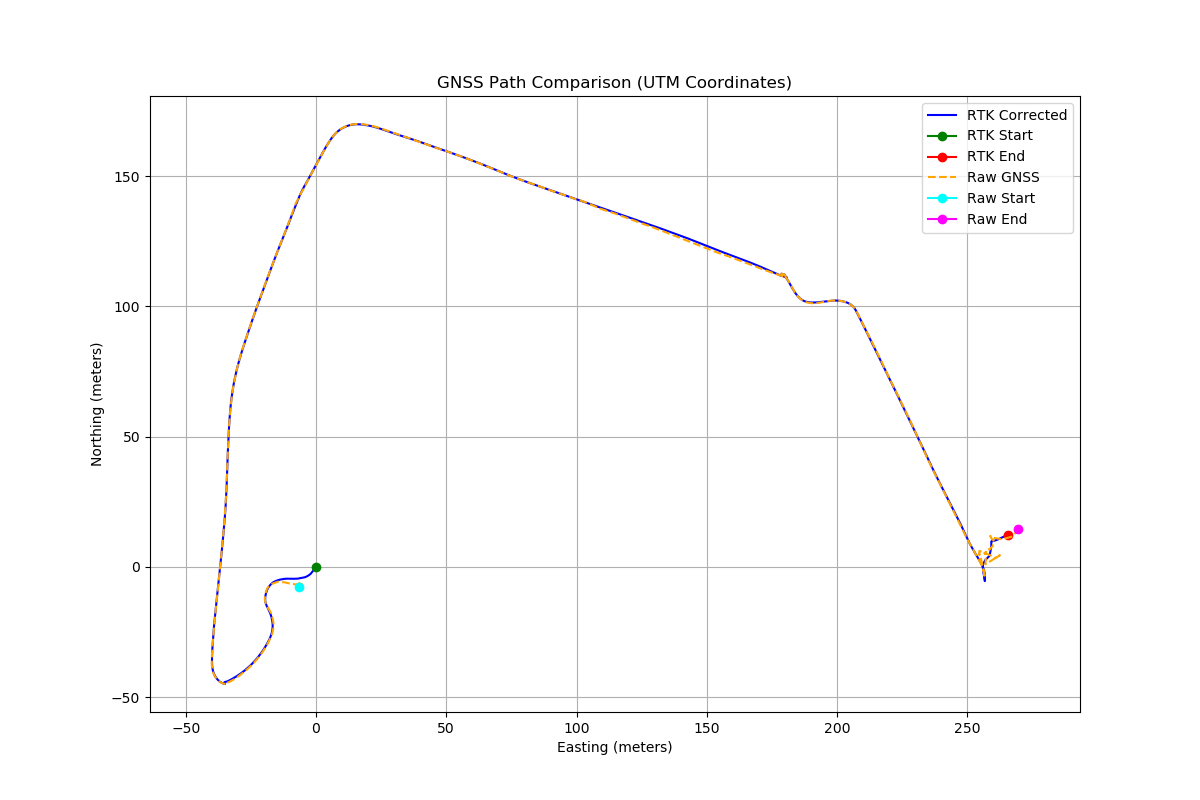 GNSS Path Comparison (UTM Coordinates)
RTK Corrected
RTK Start
RTK End
Raw GNSS
Raw Start
Raw End
150
100
50
0
−50
Northing (meters)
−50 0 50 100 150 200 250
Easting (meters)